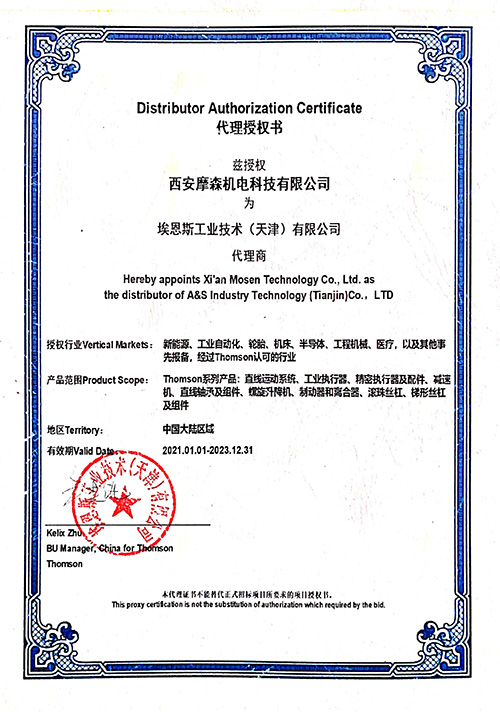 Distributor Authorization Certificate
代理授权书
兹授权
西安摩森机电科技有限公司
为
埃恩斯工业技术（天津）有限公司
代理商
Hereby appoints Xi'an Mosen Technology Co., Ltd. as
the distributor of A&S Industry Technology (Tianjin)Co., LTD
授权行业Vertical Markets: 新能源、工业自动化、轮胎、机床、半导体、工程机械、医疗，以及其他事
先报备，经过Thomson认可的行业
产品范围Product Scope: Thomson系列产品：直线运动系统、工业执行器、精密执行器及配件、减速
机、直线轴承及组件、螺旋升降机、制动器和离合器、滚珠丝杠、梯形丝杠
及组件
地区Territory: 中国大陆区域
有效期Valid Date: 2021.01.01-2023.12.31
埃恩斯工业技术（天津）有限公司
Kelix Zhu
BU Manager, China for Thomson
Thomson
本代理证书不能替代正式招标项目所要求的项目授权书。
This proxy certification is not the substitution of authorization which required by the bid.